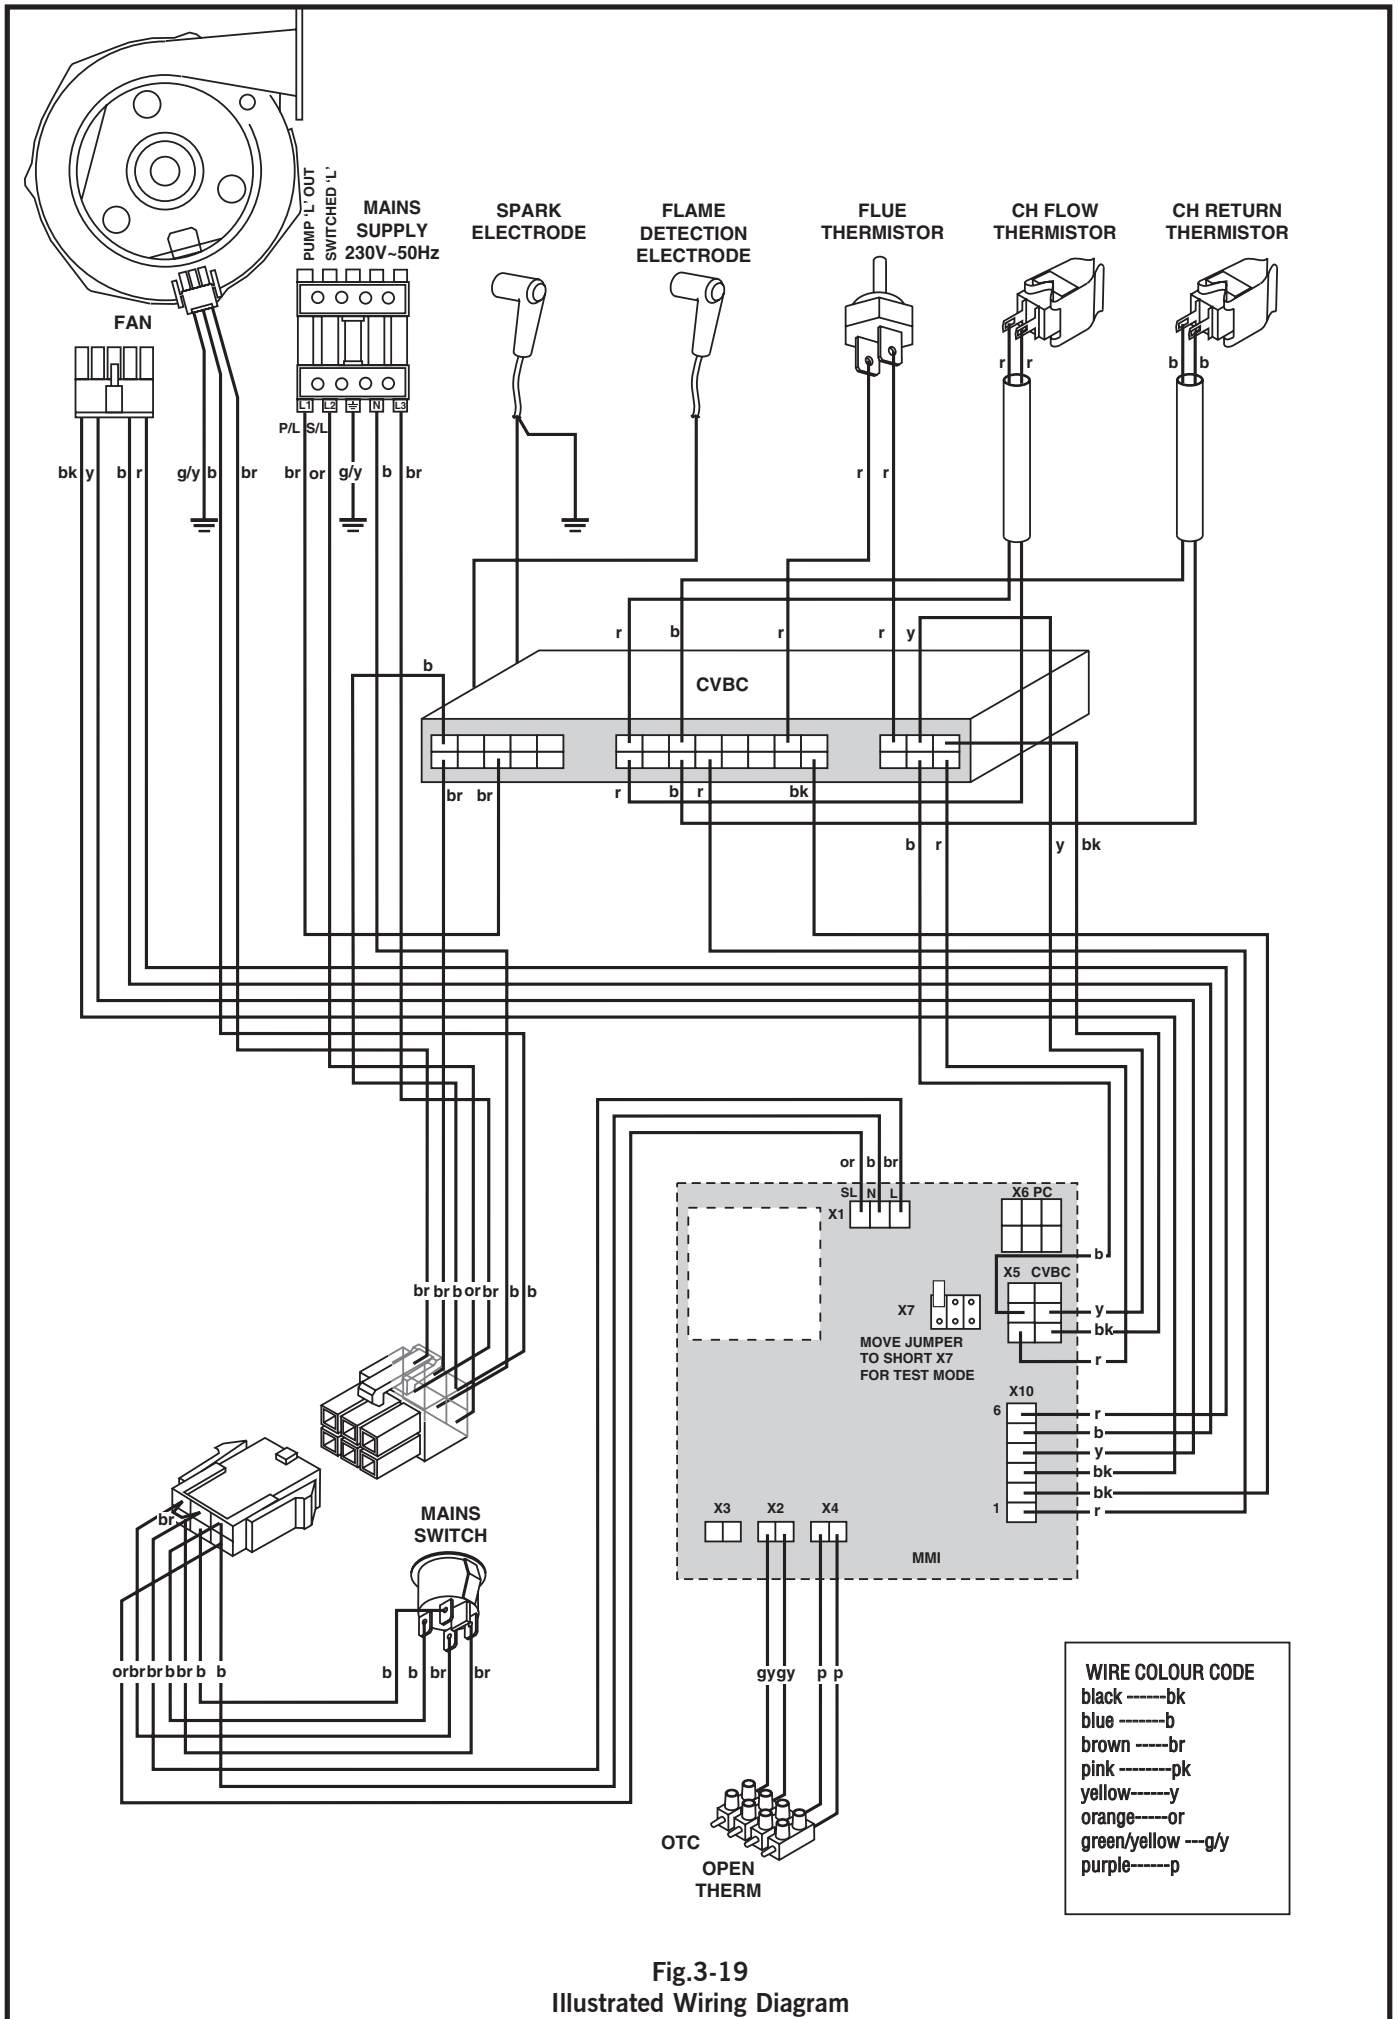 PUMP 'L' OUT
SWITCHED 'L'
MAINS
SUPPLY
230V~50Hz
SPARK
ELECTRODE
FLAME
DETECTION
ELECTRODE
FLUE
THERMISTOR
CH FLOW
THERMISTOR
CH RETURN
THERMISTOR
FAN
L1 L2 N L3
P/L S/L
r r
b b
bk y b r g/y b br br or g/y b br
r r
r b r r y
b
CVBC
br br r b r bk
b r y bk
or b br
SL N L
X1
X6 PC
b
X5 CVBC
y
bk
r
X7
MOVE JUMPER
TO SHORT X7
FOR TEST MODE
br br b or br b b
X10
6
r
b
y
bk
bk
1
r
X3 X2 X4
MMI
br
MAINS
SWITCH
or br br b br b b
b b br br
gy gy p p
OTC
OPEN
THERM
WIRE COLOUR CODE
black ------bk
blue -------b
brown -----br
pink --------pk
yellow------y
orange-----or
green/yellow ---g/y
purple------p
Fig.3-19
Illustrated Wiring Diagram